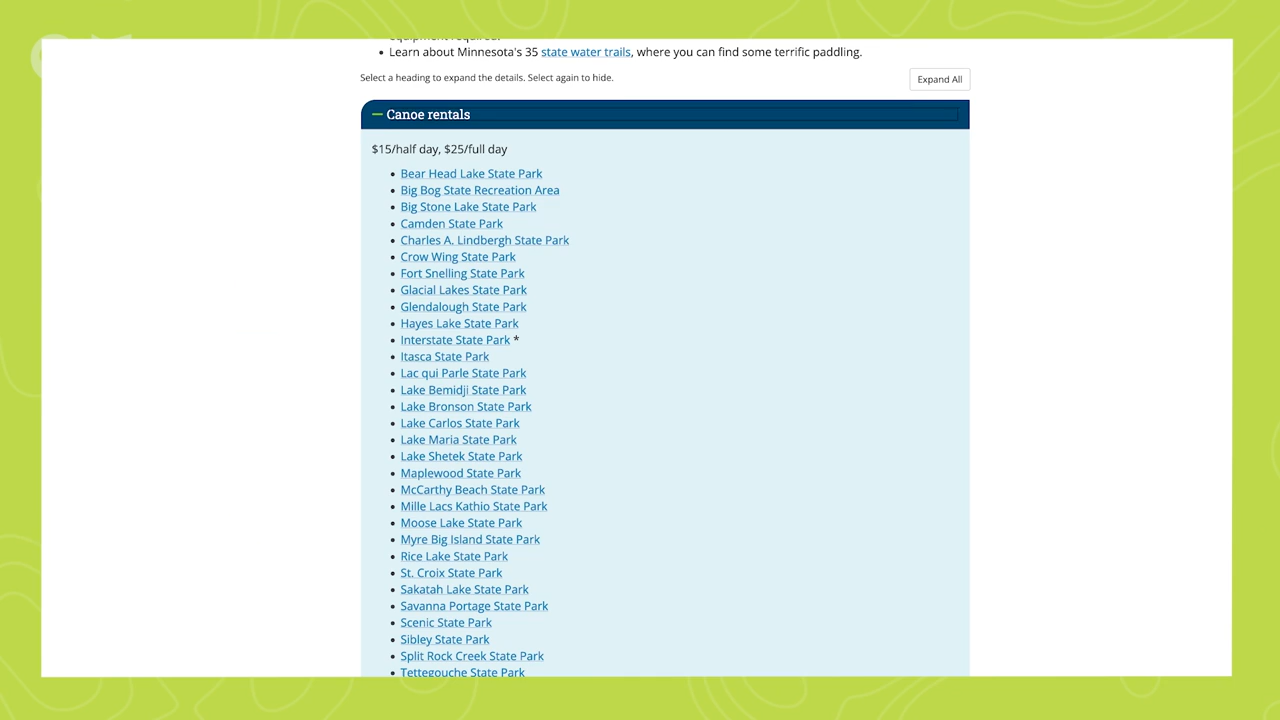 equipment required.
• Learn about Minnesota's 35 state water trails, where you can find some terrific paddling.
Select a heading to expand the details. Select again to hide.
Expand All
Canoe rentals
$15/half day, $25/full day
• Bear Head Lake State Park
• Big Bog State Recreation Area
• Big Stone Lake State Park
• Camden State Park
• Charles A. Lindbergh State Park
• Crow Wing State Park
• Fort Snelling State Park
• Glacial Lakes State Park
• Glendalough State Park
• Hayes Lake State Park
• Interstate State Park *
• Itasca State Park
• Lac qui Parle State Park
• Lake Bemidji State Park
• Lake Bronson State Park
• Lake Carlos State Park
• Lake Maria State Park
• Lake Shetek State Park
• Maplewood State Park
• McCarthy Beach State Park
• Mille Lacs Kathio State Park
• Moose Lake State Park
• Myre Big Island State Park
• Rice Lake State Park
• St. Croix State Park
• Sakatah Lake State Park
• Savanna Portage State Park
• Scenic State Park
• Sibley State Park
• Split Rock Creek State Park
• Tettegouche State Park